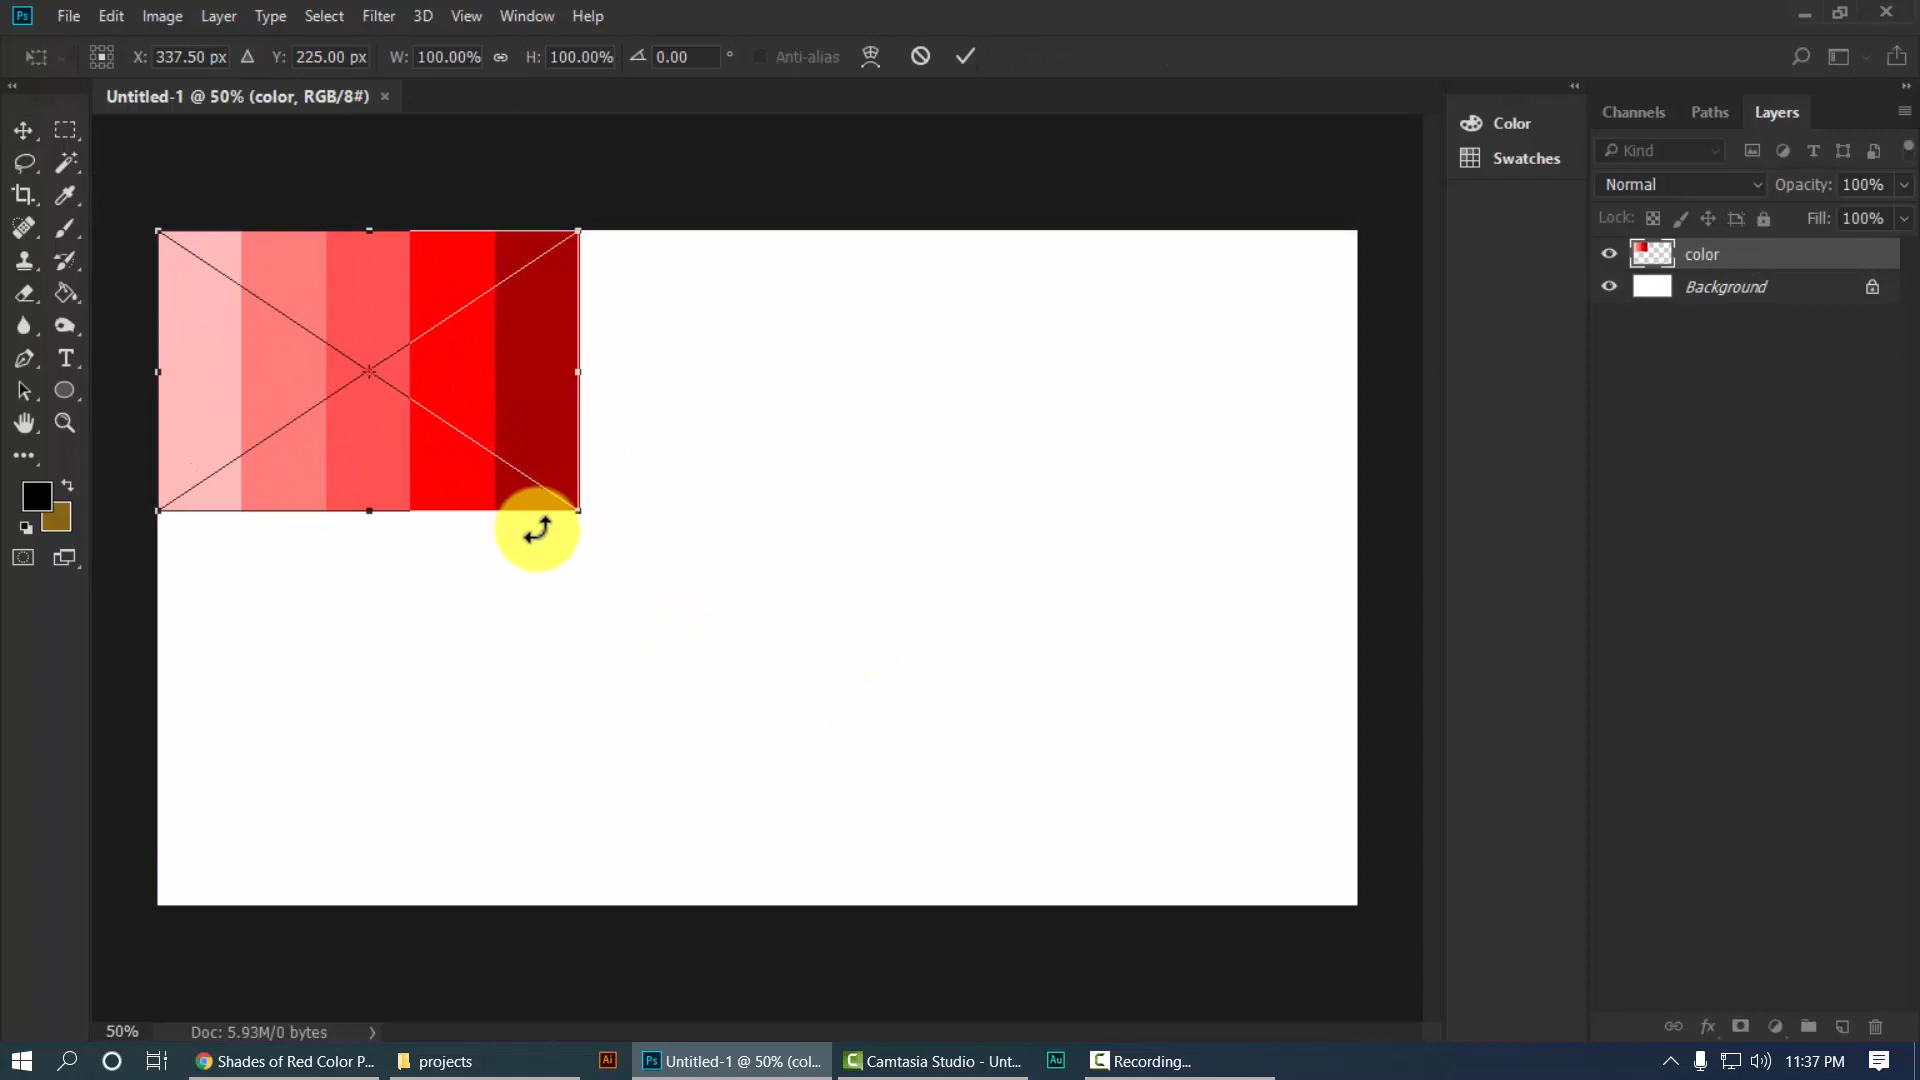 Ps File Edit Image Layer Type Select Filter 3D View Window Help
X: 337.50 px Y: 225.00 px W: 100.00% H: 100.00% 0.00 ° Anti-alias
Untitled-1 @ 50% (color, RGB/8#) ×
Color
Swatches
Channels Paths Layers
Kind
Normal Opacity: 100%
Lock: Fill: 100%
color
Background
50% Doc: 5.93M/0 bytes
Shades of Red Color P... projects Ai Ps Untitled-1 @ 50% (col... C Camtasia Studio - Unt... Au C Recording... 11:37 PM